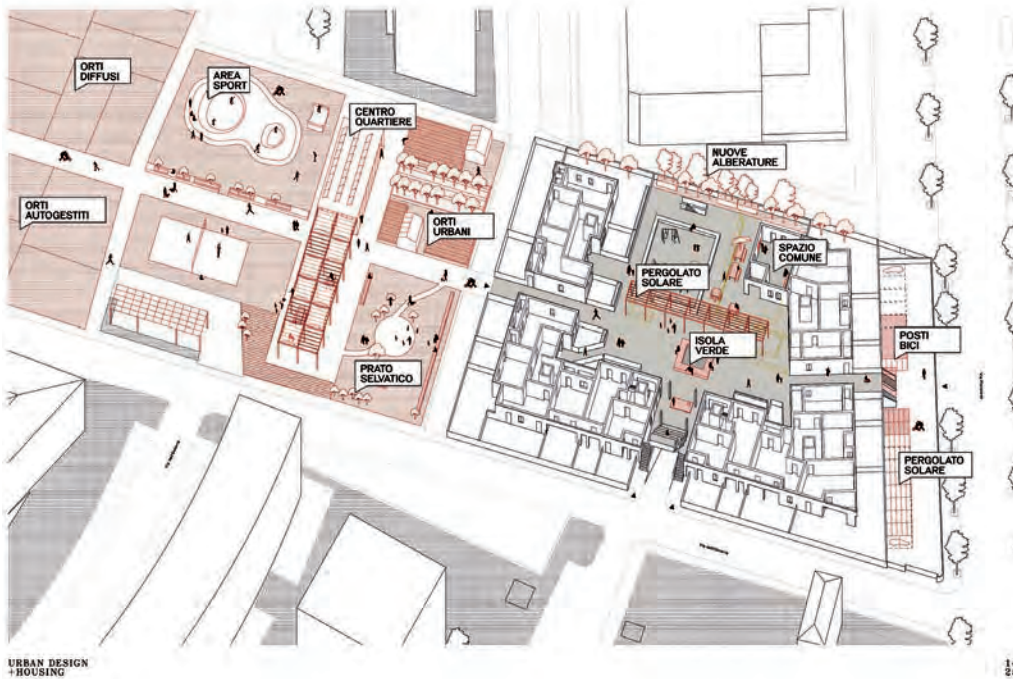 ORTI
DIFFUSI
AREA
SPORT
CENTRO
QUARTIERE
NUOVE
ALBERATURE
ORTI
AUTOGESTITI
ORTI
URBANI
SPAZIO
COMUNE
PERGOLATO
SOLARE
ISOLA
VERDE
POSTI
BICI
PRATO
SELVATICO
PERGOLATO
SOLARE
URBAN DESIGN
+HOUSING